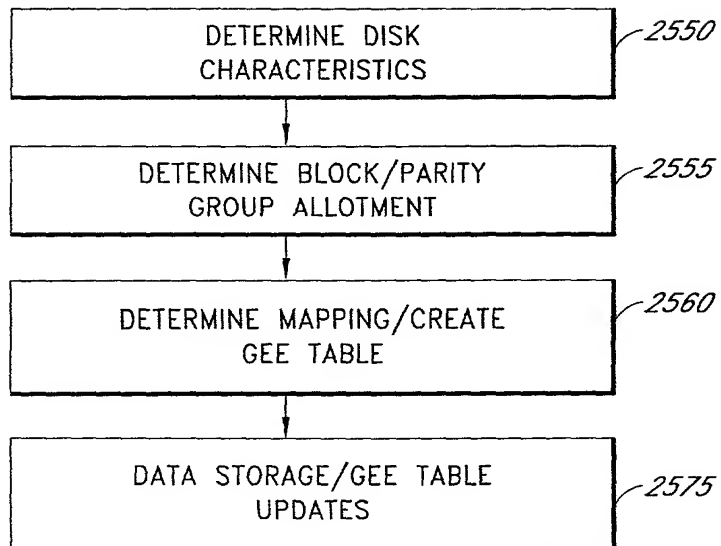 DETERMINE DISK
CHARACTERISTICS
2550
DETERMINE BLOCK/PARITY
GROUP ALLOTMENT
2555
DETERMINE MAPPING/CREATE
GEE TABLE
2560
DATA STORAGE/GEE TABLE
UPDATES
2575